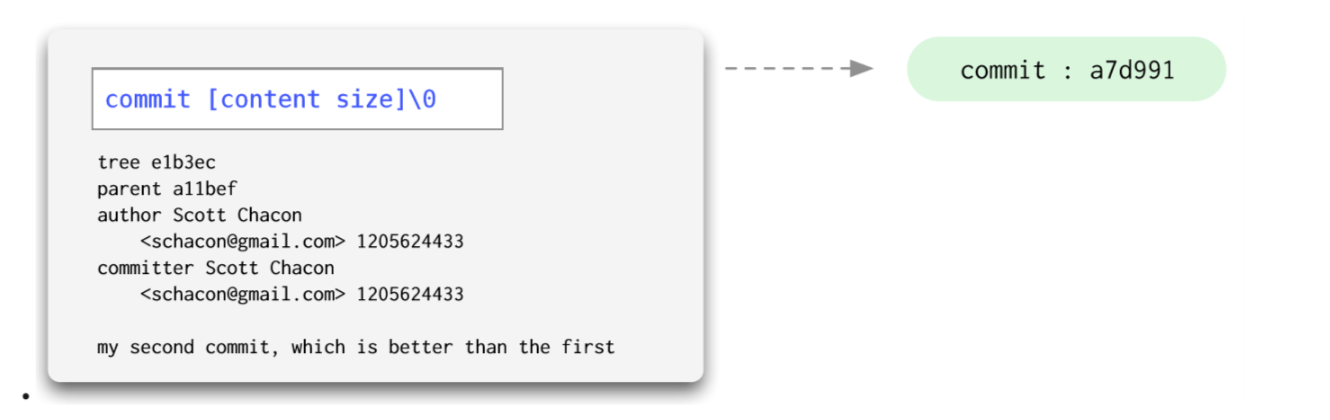 commit [content size]\0
commit : a7d991
tree e1b3ec
parent a11bef
author Scott Chacon
<schacon@gmail.com> 1205624433
committer Scott Chacon
<schacon@gmail.com> 1205624433
my second commit, which is better than the first